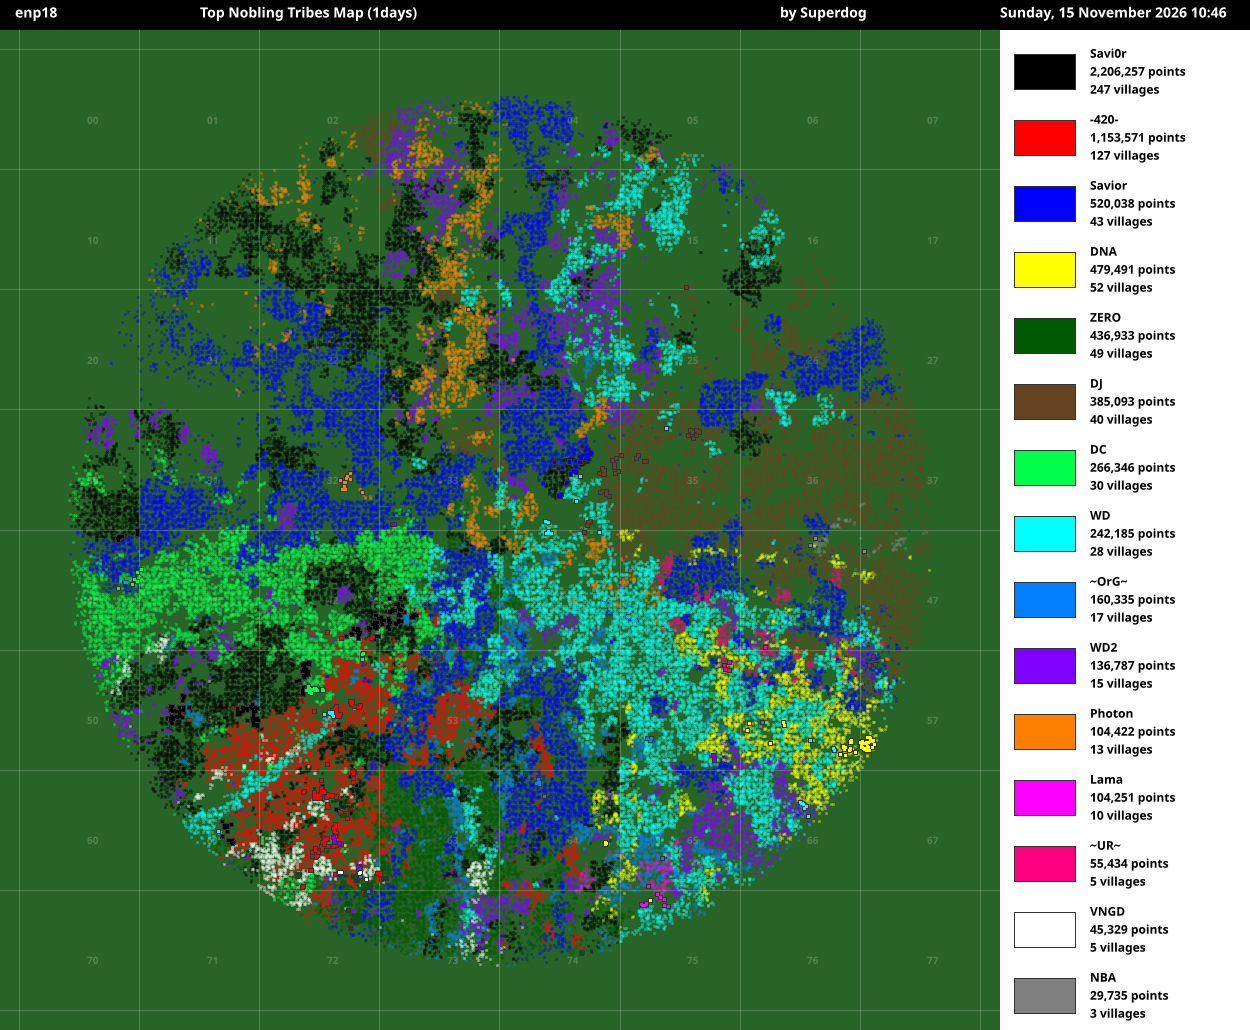 enp18
Top Nobling Tribes Map (1days)
by Superdog
Sunday, 15 November 2026 10:46
Savi0r
2,206,257 points
247 villages
-420-
1,153,571 points
127 villages
Savior
520,038 points
43 villages
DNA
479,491 points
52 villages
ZERO
436,933 points
49 villages
DJ
385,093 points
40 villages
DC
266,346 points
30 villages
WD
242,185 points
28 villages
~OrG~
160,335 points
17 villages
WD2
136,787 points
15 villages
Photon
104,422 points
13 villages
Lama
104,251 points
10 villages
~UR~
55,434 points
5 villages
VNGD
45,329 points
5 villages
NBA
29,735 points
3 villages
00 01 02 03 04 05 06 07
10 11 12 13 15 17
20 25 26 27
32 33 35 36 37
47
50 53 57
60 65 66 67
70 71 72 73 74 75 76 77